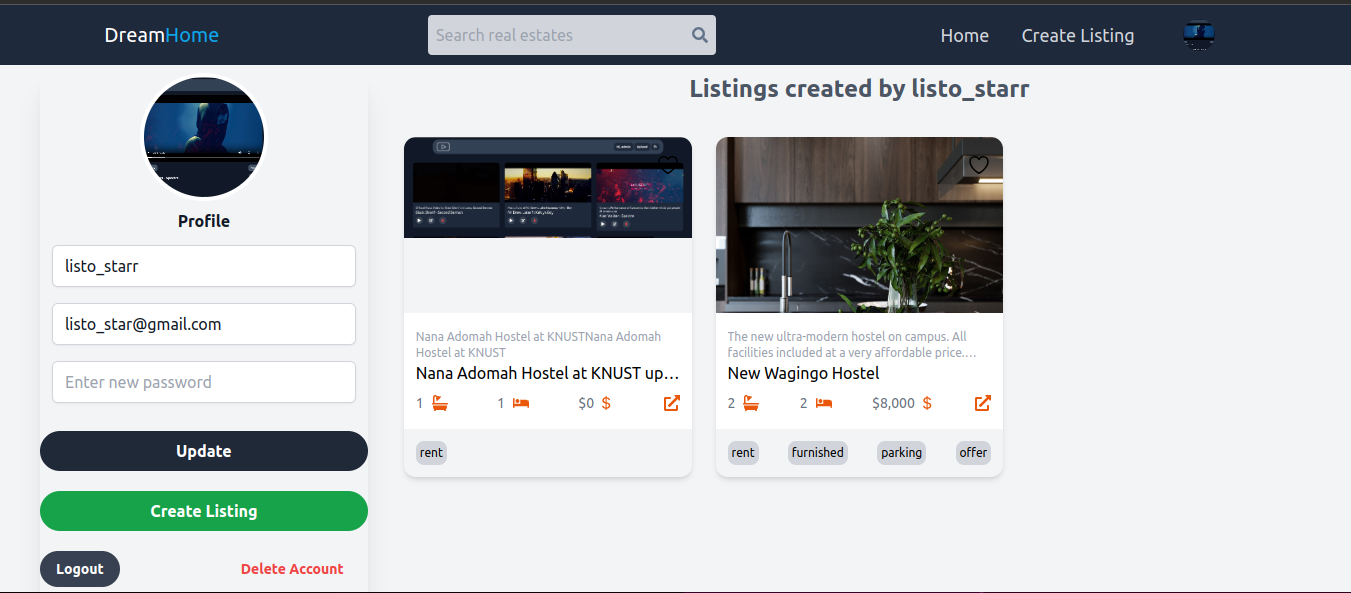 DreamHome
Search real estates
Home
Create Listing
Profile
listo_starr
listo_star@gmail.com
Enter new password
Update
Create Listing
Logout
Delete Account
Listings created by listo_starr
Nana Adomah Hostel at KNUSTNana Adomah
Hostel at KNUST
Nana Adomah Hostel at KNUST up...
1
1
$0
rent
The new ultra-modern hostel on campus. All
facilities included at a very affordable price....
New Wagingo Hostel
2
2
$8,000
rent
furnished
parking
offer